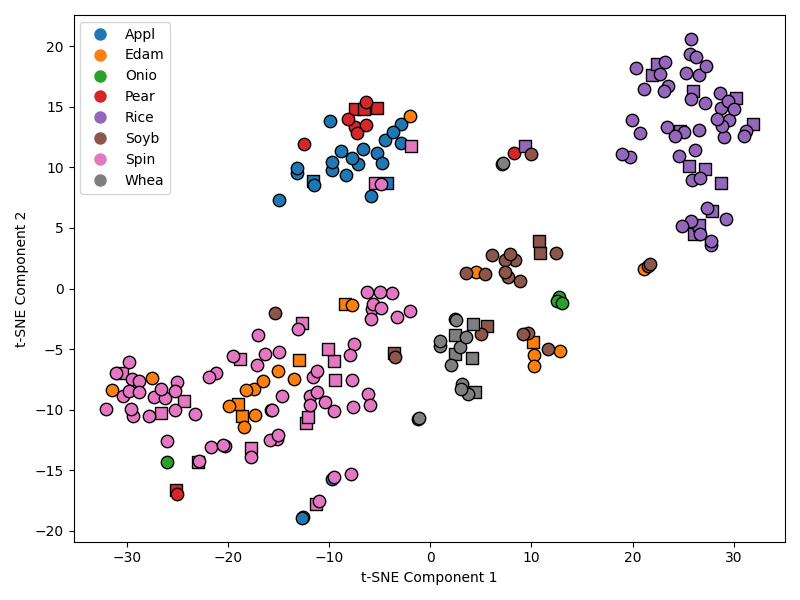 Appl
Edam
Onio
Pear
Rice
Soyb
Spin
Whea
20
15
10
5
0
−5
−10
−15
−20
t-SNE Component 2
−30
−20
−10
0
10
20
30
t-SNE Component 1